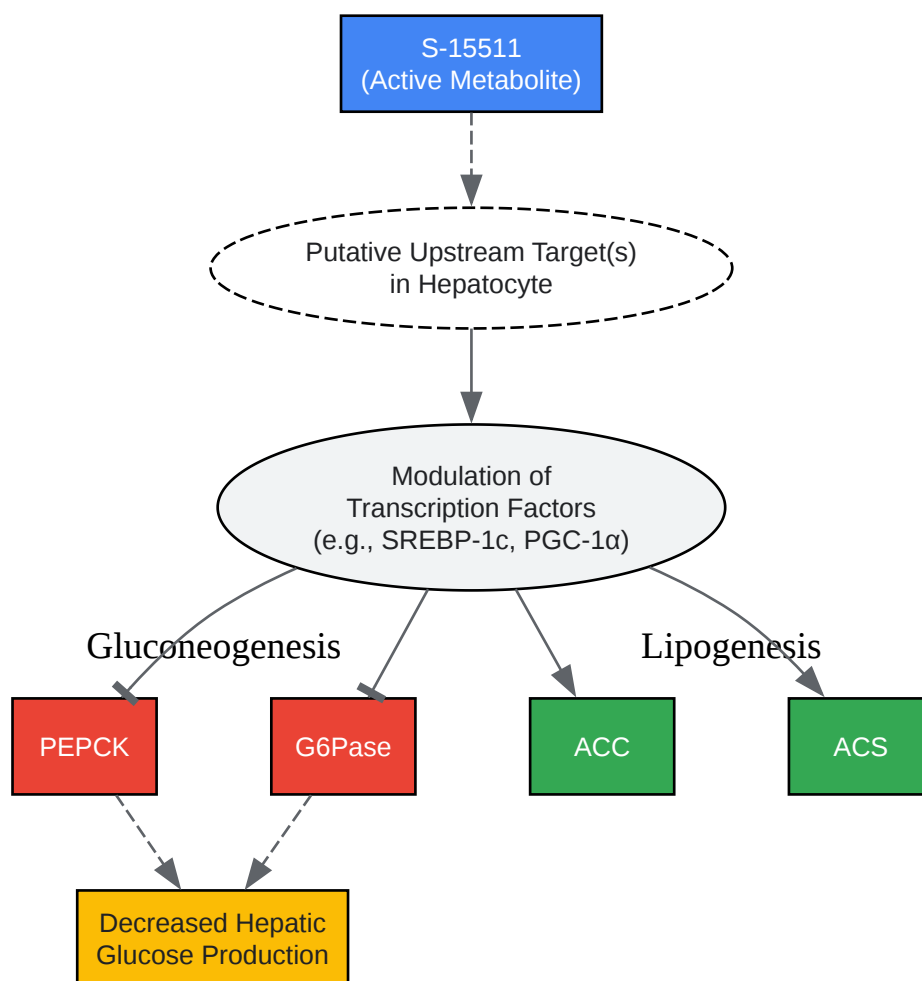 S-15511
(Active Metabolite)
Putative Upstream Target(s)
in Hepatocyte
Modulation of
Transcription Factors
(e.g., SREBP-1c, PGC-1α)
Gluconeogenesis
Lipogenesis
PEPCK
G6Pase
ACC
ACS
Decreased Hepatic
Glucose Production